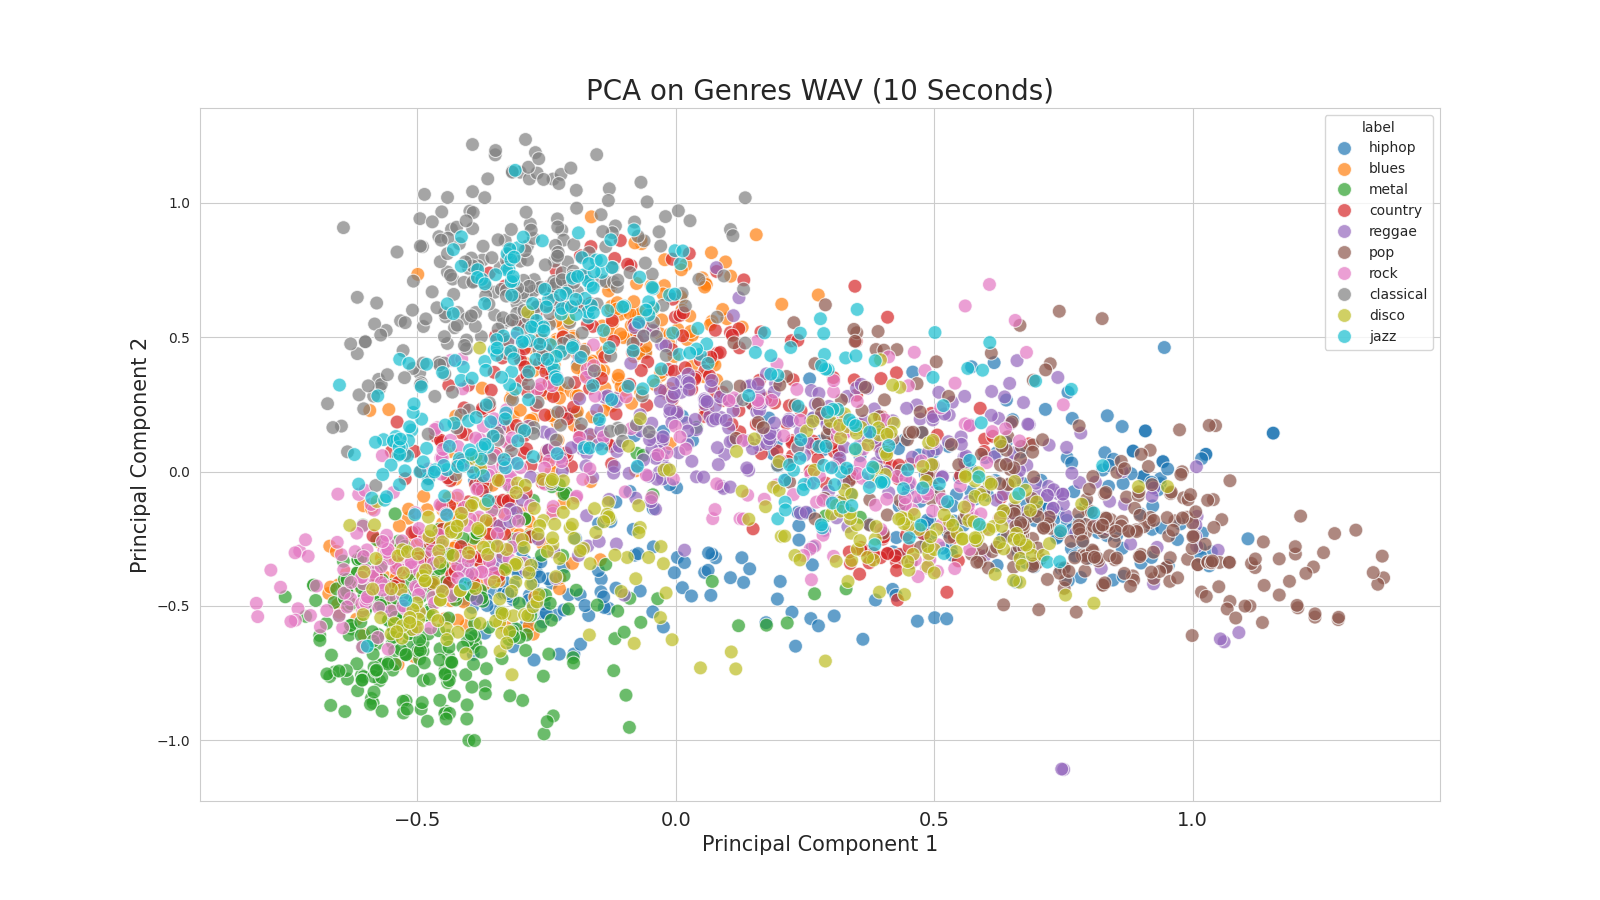 PCA on Genres WAV (10 Seconds)
label
hiphop
blues
metal
country
reggae
pop
rock
classical
disco
jazz
1.0
0.5
0.0
−0.5
−1.0
Principal Component 2
−0.5
0.0
0.5
1.0
Principal Component 1